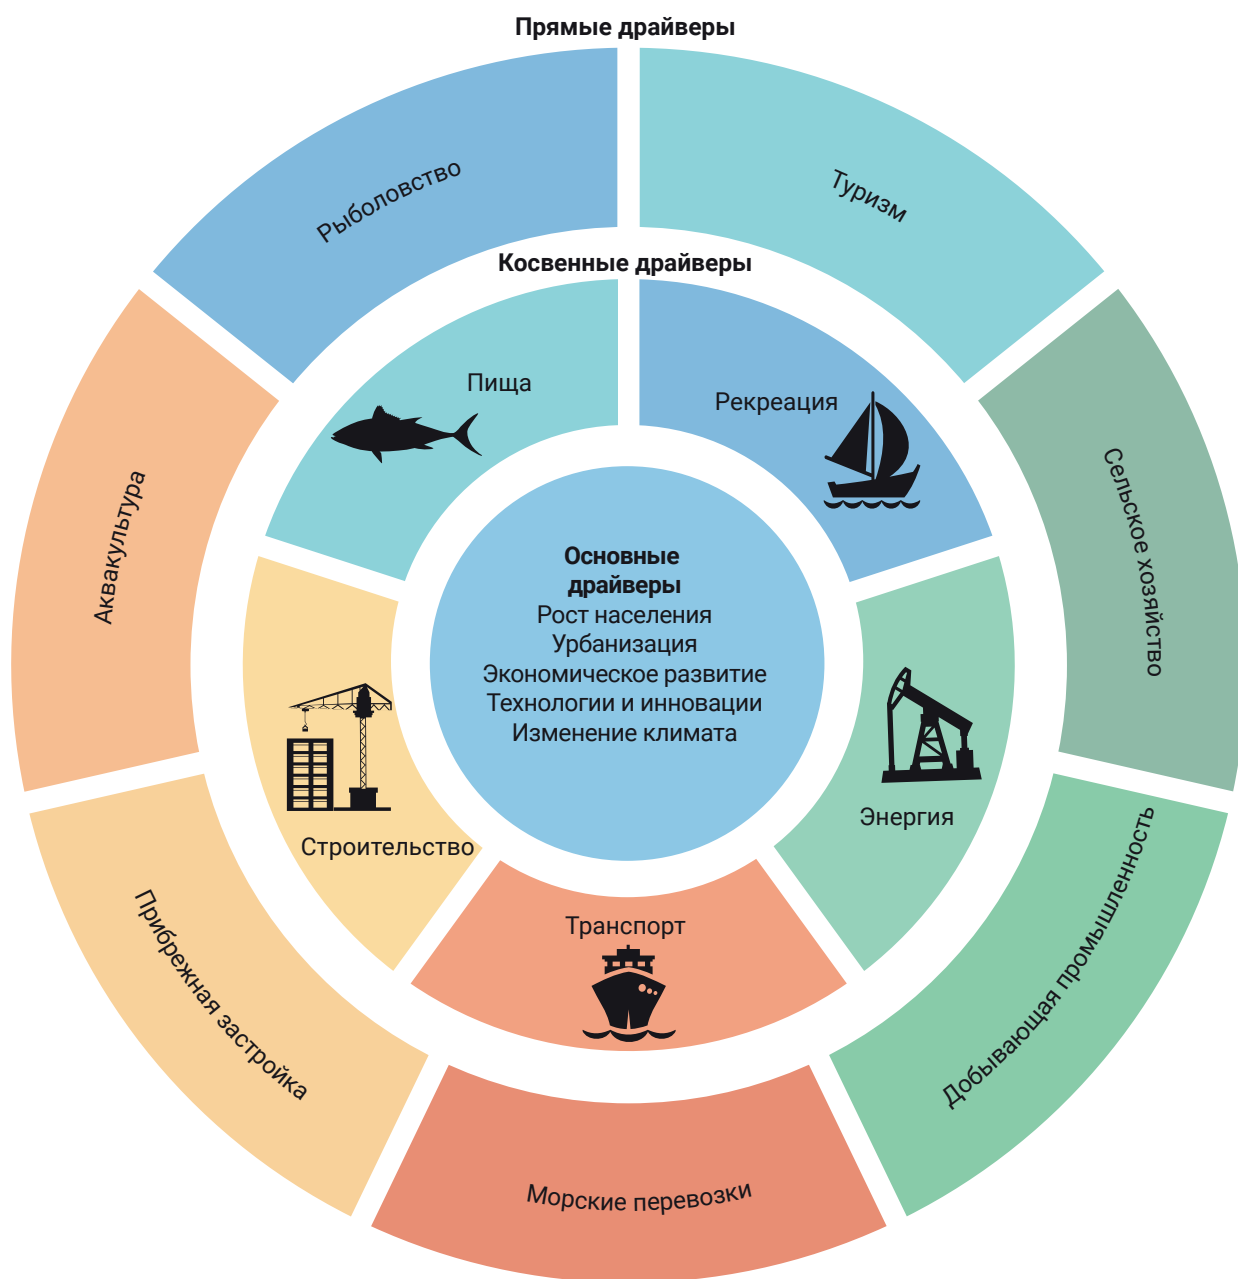 Прямые драйверы
Рыболовство
Туризм
Косвенные драйверы
Пища
Рекреация
Аквакультура
Сельское хозяйство
Основные
драйверы
Рост населения
Урбанизация
Экономическое развитие
Технологии и инновации
Изменение климата
Энергия
Строительство
Транспорт
Прибрежная застройка
Добывающая промышленность
Морские перевозки